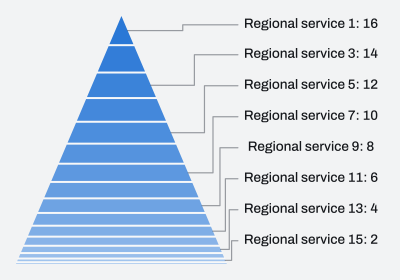 Regional service 1: 16
Regional service 3: 14
Regional service 5: 12
Regional service 7: 10
Regional service 9: 8
Regional service 11: 6
Regional service 13: 4
Regional service 15: 2